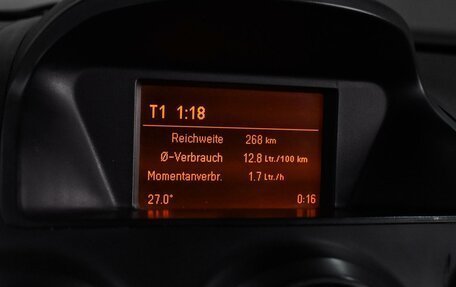 T1 1:18
Reichweite 268 km
Ø-Verbrauch 12.8 Ltr./100 km
Momentanverbr. 1.7 Ltr./h
27.0° 0:16